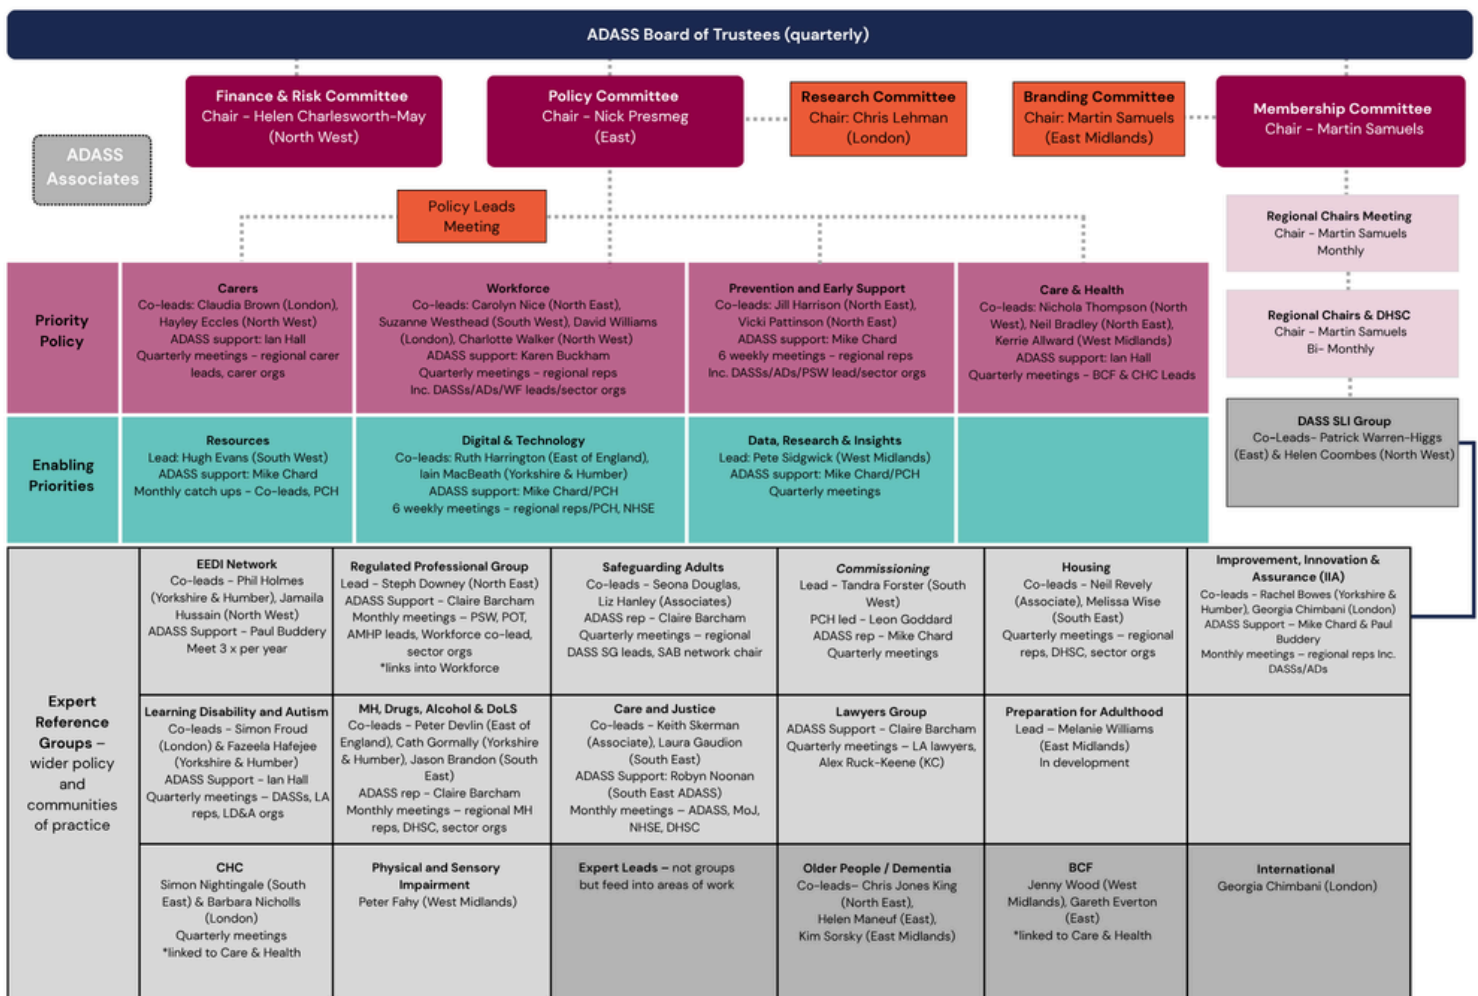 ADASS Board of Trustees (quarterly)
Finance & Risk Committee
Chair - Helen Charlesworth-May
(North West)
Policy Committee
Chair - Nick Presmeg
(East)
Research Committee
Chair: Chris Lehman
(London)
Branding Committee
Chair: Martin Samuels
(East Midlands)
Membership Committee
Chair - Martin Samuels
ADASS
Associates
Policy Leads
Meeting
Regional Chairs Meeting
Chair - Martin Samuels
Monthly
Regional Chairs & DHSC
Chair - Martin Samuels
Bi- Monthly
DASS SLI Group
Co-Leads- Patrick Warren-Higgs
(East) & Helen Coombes (North West)
Priority
Policy
Carers
Co-leads: Claudia Brown (London),
Hayley Eccles (North West)
ADASS support: Ian Hall
Quarterly meetings - regional carer
leads, carer orgs
Workforce
Co-leads: Carolyn Nice (North East),
Suzanne Westhead (South West), David Williams
(London), Charlotte Walker (North West)
ADASS support: Karen Buckham
Quarterly meetings - regional reps
Inc. DASSs/ADs/WF leads/sector orgs
Prevention and Early Support
Co-leads: Jill Harrison (North East),
Vicki Pattinson (North East)
ADASS support: Mike Chard
6 weekly meetings - regional reps
Inc. DASSs/ADs/PSW lead/sector orgs
Care & Health
Co-leads: Nichola Thompson (North
West), Neil Bradley (North East),
Kerrie Allward (West Midlands)
ADASS support: Ian Hall
Quarterly meetings - BCF & CHC Leads
Enabling
Priorities
Resources
Lead: Hugh Evans (South West)
ADASS support: Mike Chard
Monthly catch ups - Co-leads, PCH
Digital & Technology
Co-leads: Ruth Harrington (East of England),
Iain MacBeath (Yorkshire & Humber)
ADASS support: Mike Chard/PCH
6 weekly meetings - regional reps/PCH, NHSE
Data, Research & Insights
Lead: Pete Sidgwick (West Midlands)
ADASS support: Mike Chard/PCH
Quarterly meetings
Expert
Reference
Groups –
wider policy
and
communities
of practice
EEDI Network
Co-leads - Phil Holmes
(Yorkshire & Humber), Jamaila
Hussain (North West)
ADASS Support - Paul Buddery
Meet 3 x per year
Regulated Professional Group
Lead - Steph Downey (North East)
ADASS Support - Claire Barcham
Monthly meetings – PSW, POT,
AMHP leads, Workforce co-lead,
sector orgs
*links into Workforce
Safeguarding Adults
Co-leads - Seona Douglas,
Liz Hanley (Associates)
ADASS rep - Claire Barcham
Quarterly meetings – regional
DASS SG leads, SAB network chair
Commissioning
Lead - Tandra Forster (South
West)
PCH led - Leon Goddard
ADASS rep - Mike Chard
Quarterly meetings
Housing
Co-leads - Neil Revely
(Associate), Melissa Wise
(South East)
Quarterly meetings – regional
reps, DHSC, sector orgs
Improvement, Innovation &
Assurance (IIA)
Co-leads - Rachel Bowes (Yorkshire &
Humber), Georgia Chimbani (London)
ADASS Support – Mike Chard & Paul
Buddery
Monthly meetings – regional reps Inc.
DASSs/ADs
Learning Disability and Autism
Co-leads - Simon Froud
(London) & Fazeela Hafejee
(Yorkshire & Humber)
ADASS Support - Ian Hall
Quarterly meetings – DASSs, LA
reps, LD&A orgs
MH, Drugs, Alcohol & DoLS
Co-leads - Peter Devlin (East of
England), Cath Gormally (Yorkshire
& Humber), Jason Brandon (South
East)
ADASS rep - Claire Barcham
Monthly meetings – regional MH
reps, DHSC, sector orgs
Care and Justice
Co-leads - Keith Skerman
(Associate), Laura Gaudion
(South East)
ADASS Support: Robyn Noonan
(South East ADASS)
Monthly meetings – ADASS, MoJ,
NHSE, DHSC
Lawyers Group
ADASS Support - Claire Barcham
Quarterly meetings – LA lawyers,
Alex Ruck-Keene (KC)
Preparation for Adulthood
Lead – Melanie Williams
(East Midlands)
In development
CHC
Simon Nightingale (South
East) & Barbara Nicholls
(London)
Quarterly meetings
*linked to Care & Health
Physical and Sensory
Impairment
Peter Fahy (West Midlands)
Expert Leads – not groups
but feed into areas of work
Older People / Dementia
Co-leads– Chris Jones King
(North East),
Helen Maneuf (East),
Kim Sorsky (East Midlands)
BCF
Jenny Wood (West
Midlands), Gareth Everton
(East)
*linked to Care & Health
International
Georgia Chimbani (London)